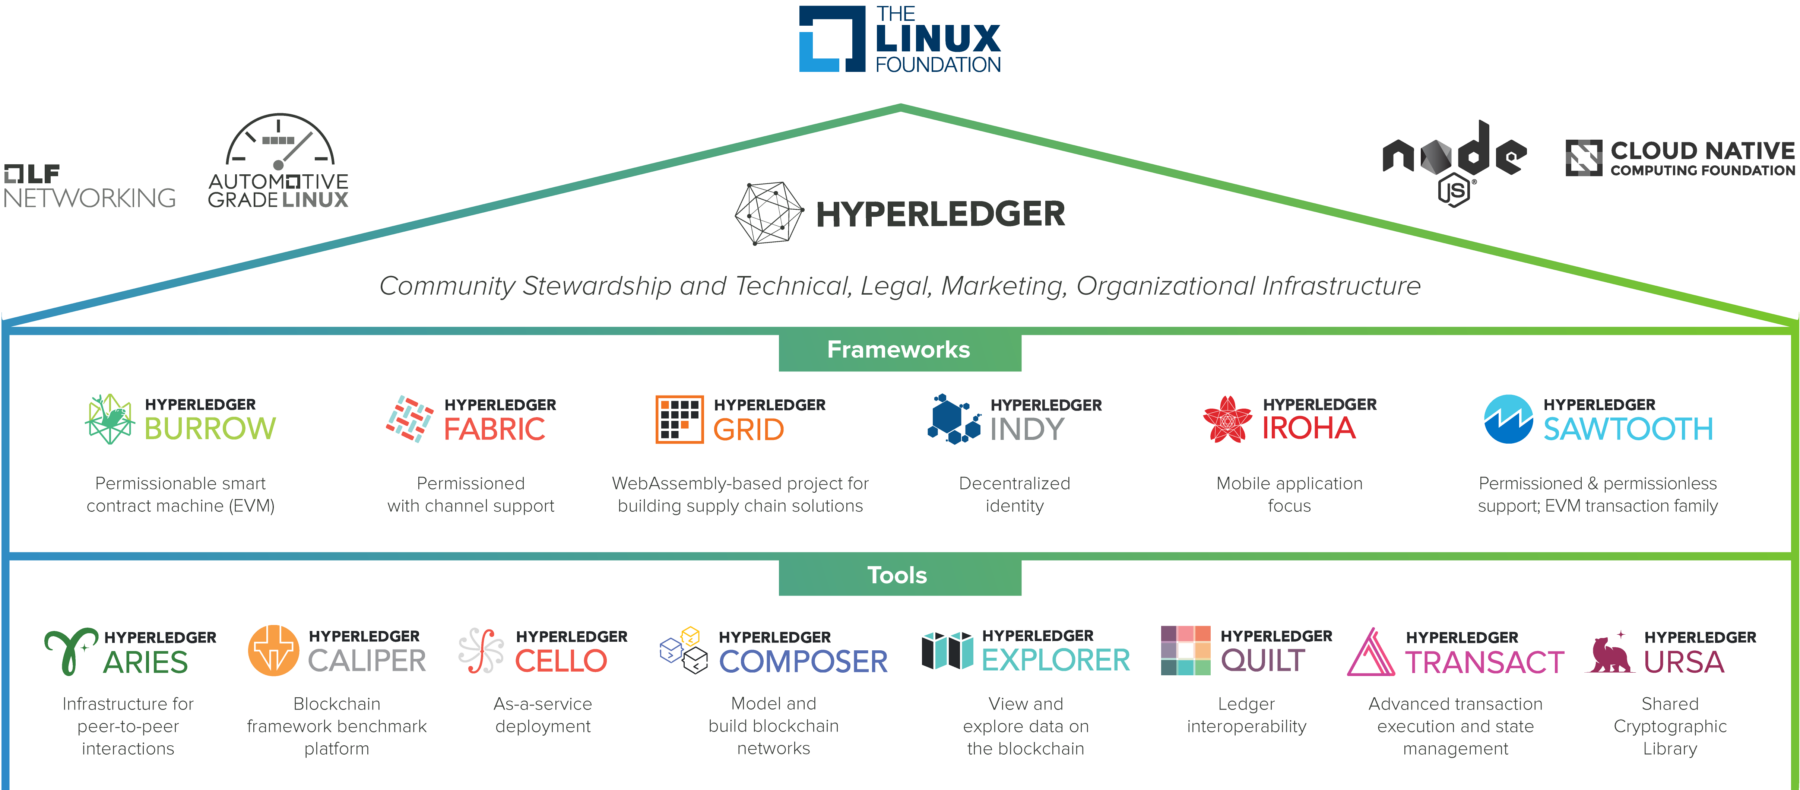 THE
LINUX
FOUNDATION
LF
NETWORKING
AUTOMOTIVE
GRADE LINUX
node
JS
CLOUD NATIVE
COMPUTING FOUNDATION
HYPERLEDGER
Community Stewardship and Technical, Legal, Marketing, Organizational Infrastructure
Frameworks
HYPERLEDGER
BURROW
Permissionable smart
contract machine (EVM)
HYPERLEDGER
FABRIC
Permissioned
with channel support
HYPERLEDGER
GRID
WebAssembly-based project for
building supply chain solutions
HYPERLEDGER
INDY
Decentralized
identity
HYPERLEDGER
IROHA
Mobile application
focus
HYPERLEDGER
SAWTOOTH
Permissioned & permissionless
support; EVM transaction family
Tools
HYPERLEDGER
ARIES
Infrastructure for
peer-to-peer
interactions
HYPERLEDGER
CALIPER
Blockchain
framework benchmark
platform
HYPERLEDGER
CELLO
As-a-service
deployment
HYPERLEDGER
COMPOSER
Model and
build blockchain
networks
HYPERLEDGER
EXPLORER
View and
explore data on
the blockchain
HYPERLEDGER
QUILT
Ledger
interoperability
HYPERLEDGER
TRANSACT
Advanced transaction
execution and state
management
HYPERLEDGER
URSA
Shared
Cryptographic
Library